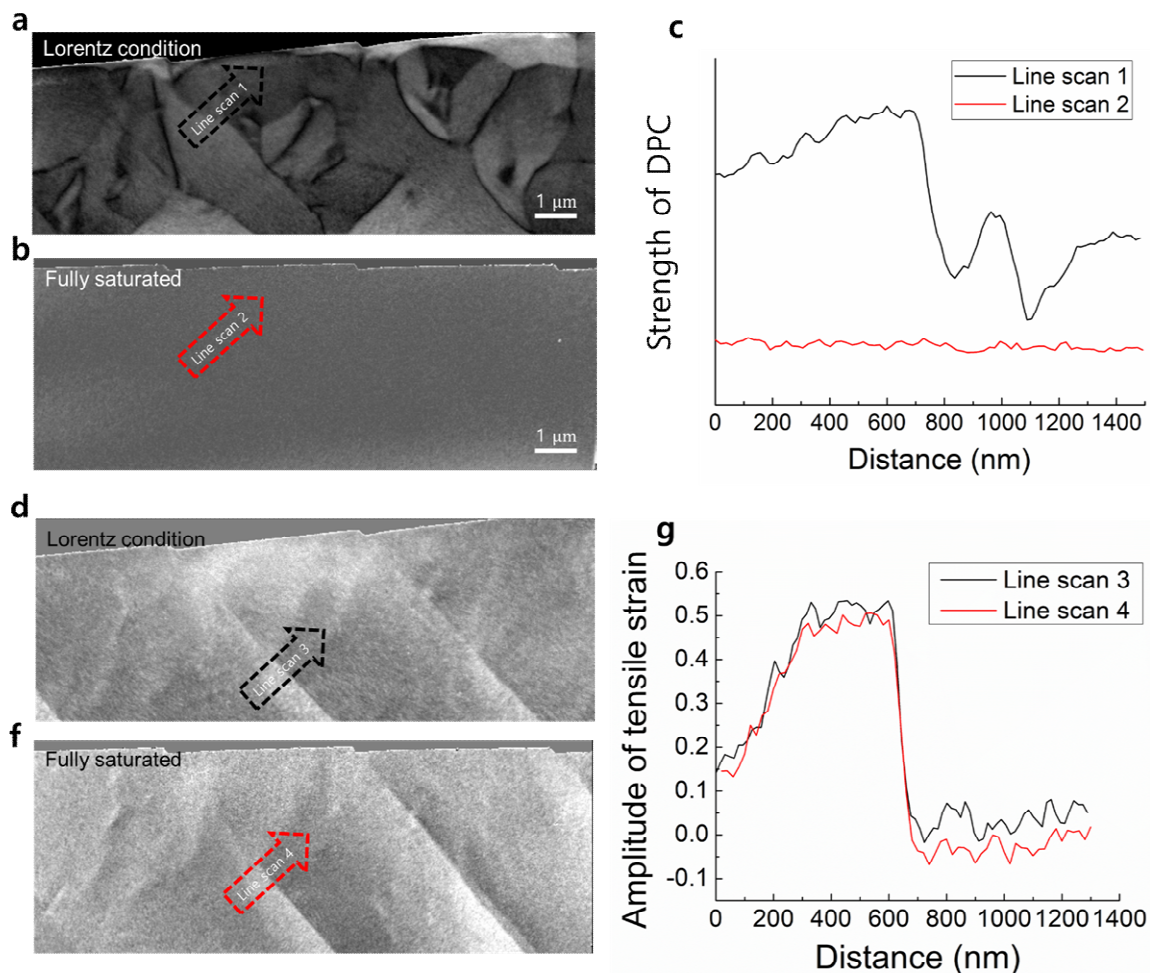 a
Lorentz condition
Line scan 1
1 μm
b
Fully saturated
Line scan 2
1 μm
c
Line scan 1
Line scan 2
Strength of DPC
0 200 400 600 800 1000 1200 1400
Distance (nm)
d
Lorentz condition
Line scan 3
f
Fully saturated
Line scan 4
g
Line scan 3
Line scan 4
Amplitude of tensile strain
0.6
0.5
0.4
0.3
0.2
0.1
0.0
-0.1
0 200 400 600 800 1000 1200 1400
Distance (nm)